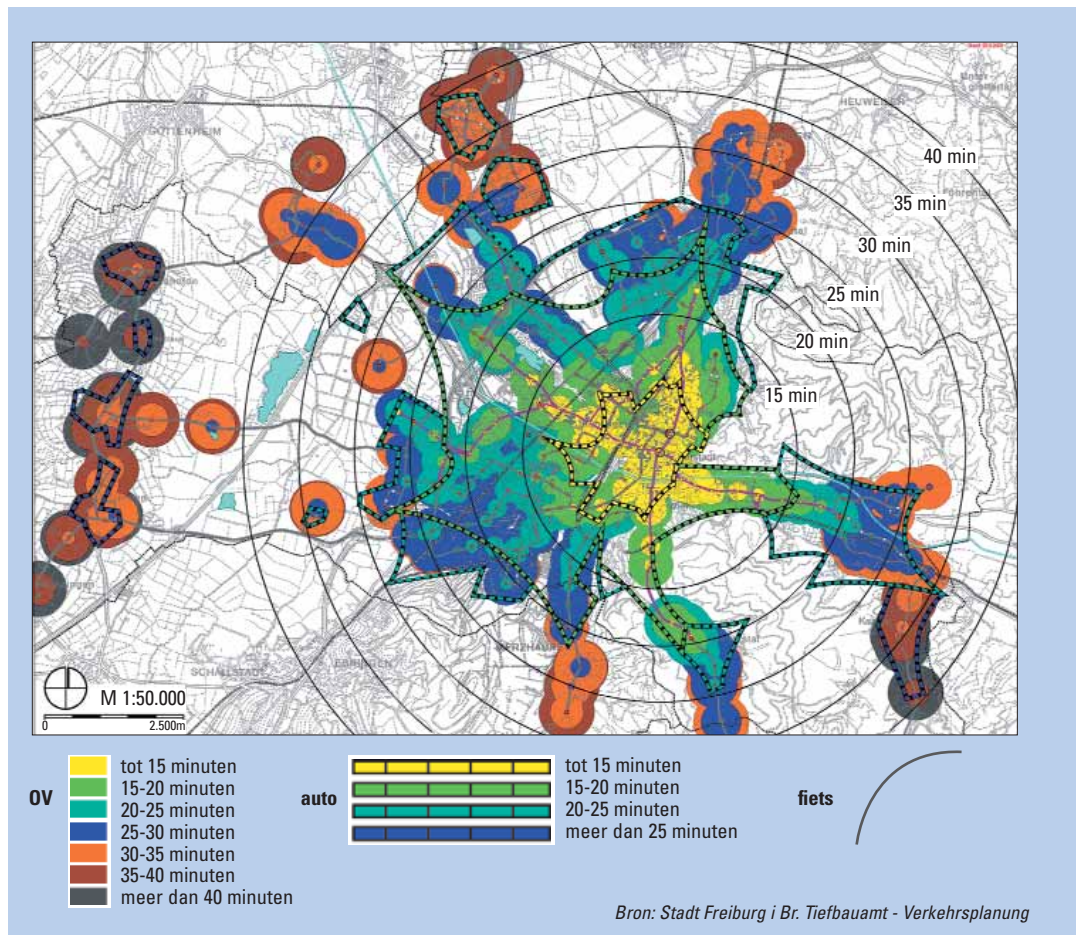 HEUWEILER
GOTTENHEIM
40 min
35 min
30 min
25 min
20 min
15 min
MERZHAUSEN
EBRINGEN
SCHALLSTADT
M 1:50.000
0 2.500m
OV
tot 15 minuten
15-20 minuten
20-25 minuten
25-30 minuten
30-35 minuten
35-40 minuten
meer dan 40 minuten
auto
tot 15 minuten
15-20 minuten
20-25 minuten
meer dan 25 minuten
fiets
Bron: Stadt Freiburg i Br. Tiefbauamt - Verkehrsplanung